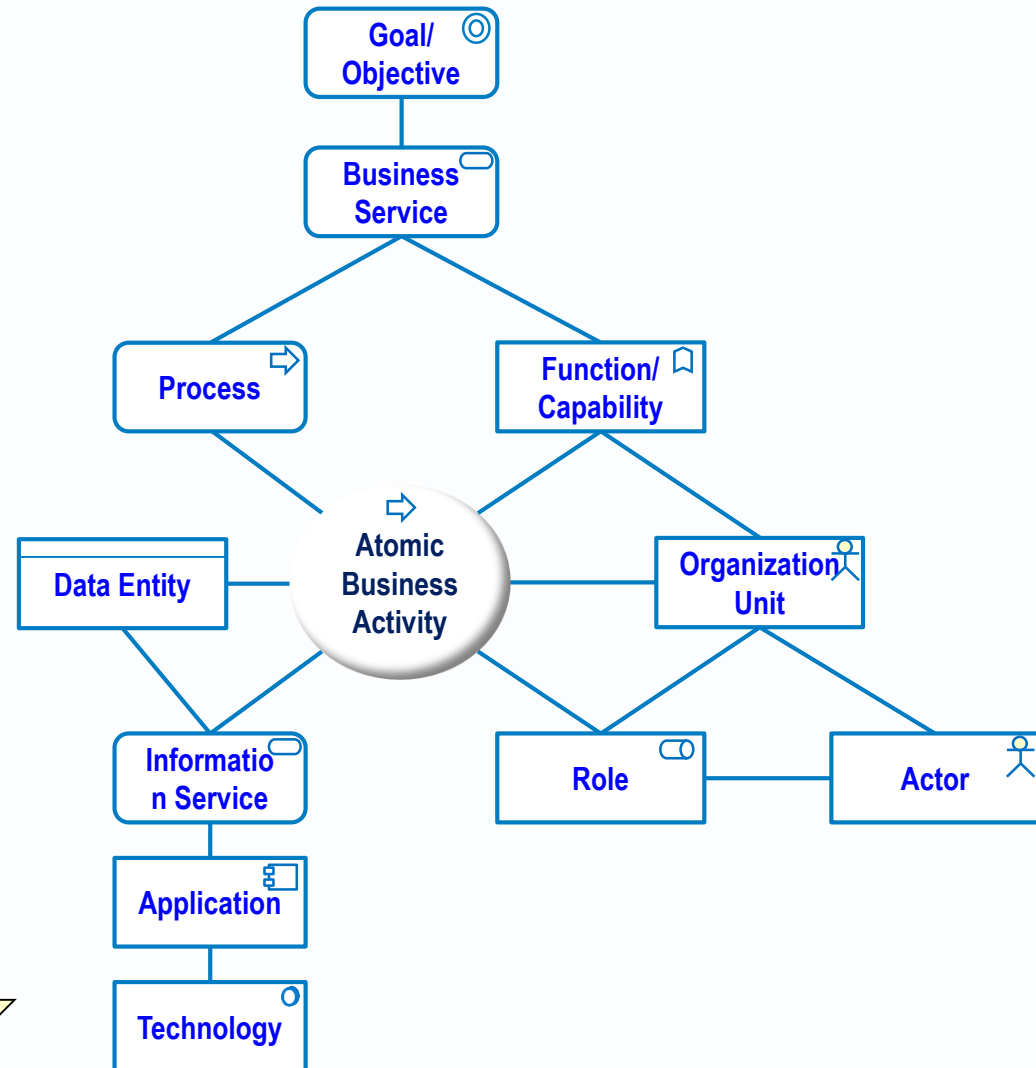 Goal/
Objective
Business
Service
Process
Function/
Capability
Atomic
Business
Activity
Data Entity
Organization
Unit
Informatio
n Service
Role
Actor
Application
Technology